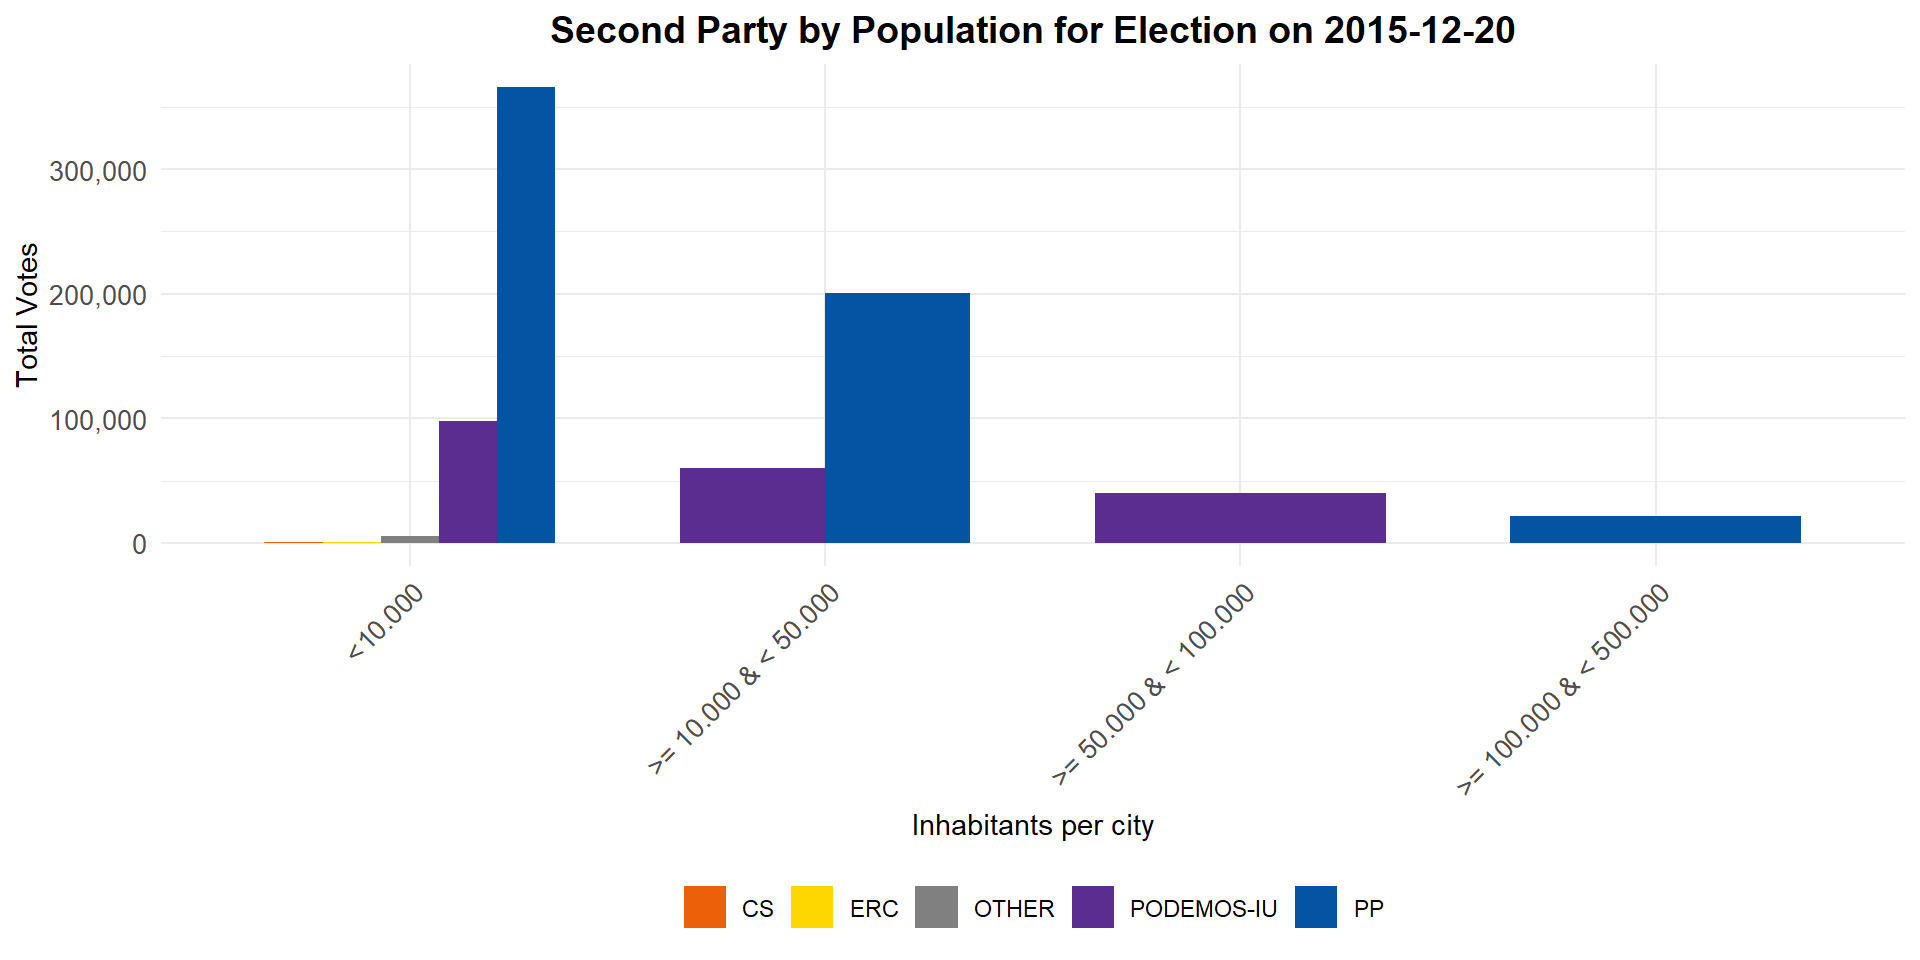 Second Party by Population for Election on 2015-12-20
Total Votes
300,000
200,000
100,000
0
<10.000
>= 10.000 & < 50.000
>= 50.000 & < 100.000
>= 100.000 & < 500.000
Inhabitants per city
CS ERC OTHER PODEMOS-IU PP